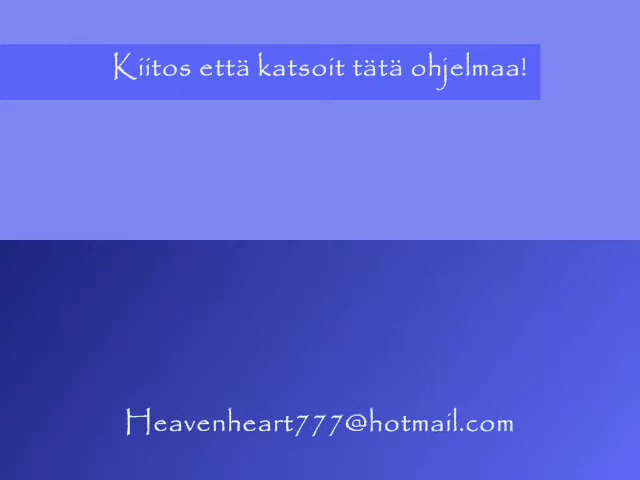 Kiitos että katsoit tätä ohjelmaa!
Heavenheart777@hotmail.com